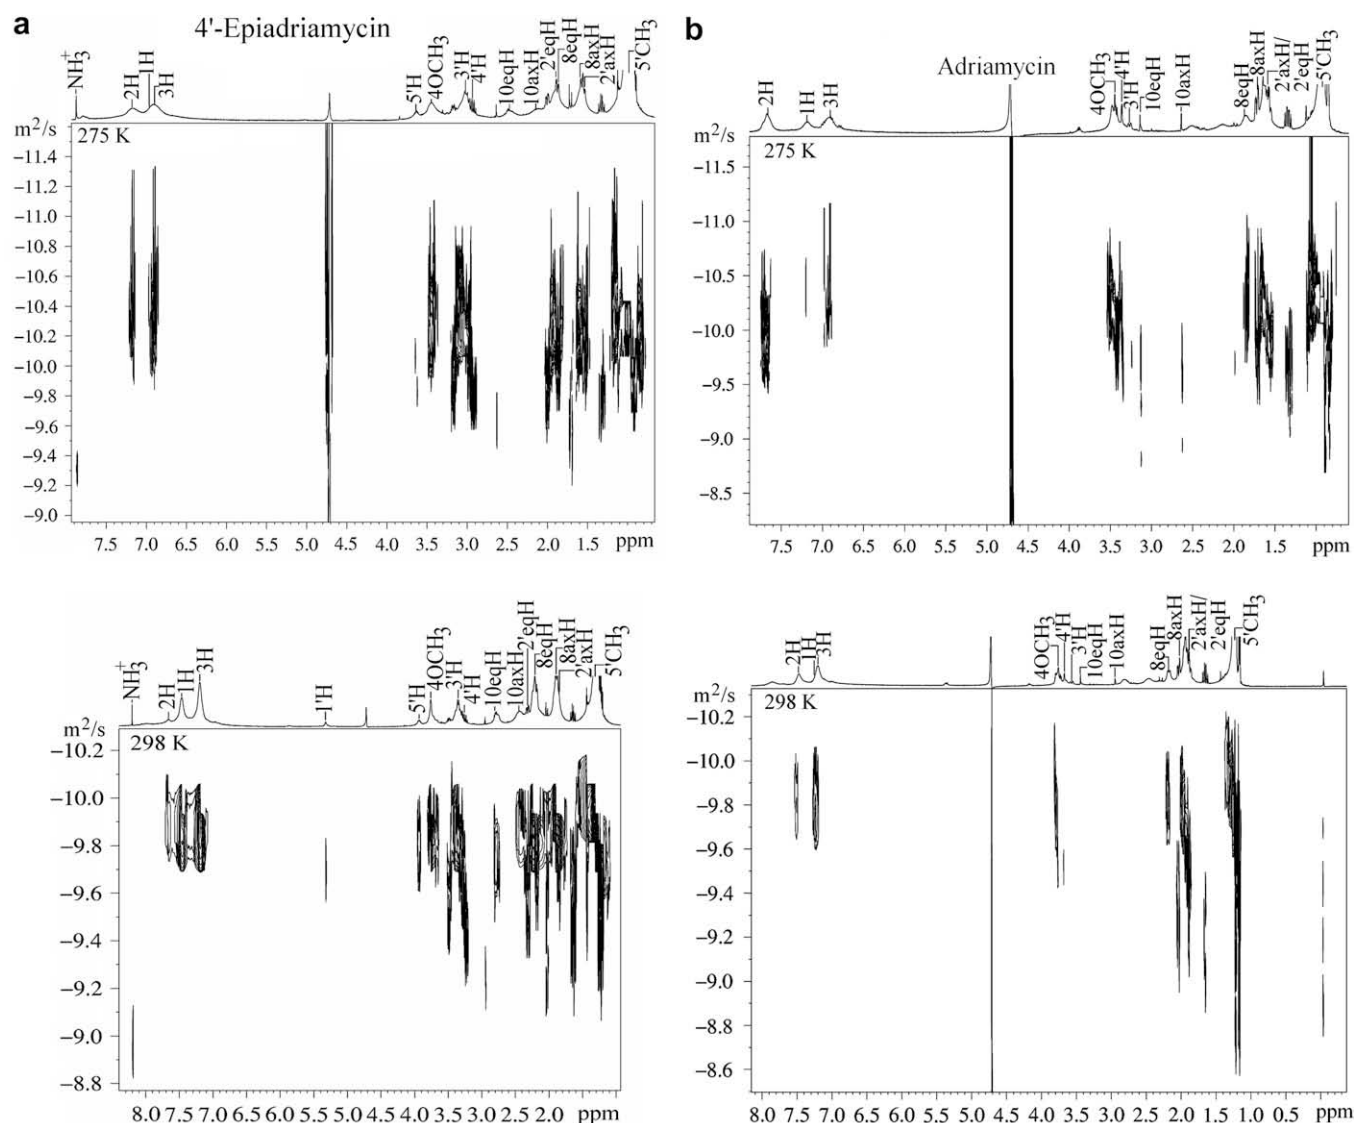 a
4'-Epiadriamycin
NH3+
2H
1H
3H
5'H
4OCH3
3'H
4'H
10eqH
10axH
2'eqH
8eqH
8axH
2'axH
5'CH3
m²/s
275 K
−11.4
−11.2
−11.0
−10.8
−10.6
−10.4
−10.2
−10.0
−9.8
−9.6
−9.4
−9.2
−9.0
7.5 7.0 6.5 6.0 5.5 5.0 4.5 4.0 3.5 3.0 2.5 2.0 1.5 ppm
b
Adriamycin
2H
1H
3H
4OCH3
4'H
3'H
10eqH
10axH
8eqH
8axH
2'axH/
2'eqH
5'CH3
m²/s
275 K
−11.5
−11.0
−10.5
−10.0
−9.5
−9.0
−8.5
7.5 7.0 6.5 6.0 5.5 5.0 4.5 4.0 3.5 3.0 2.5 2.0 1.5 ppm
NH3+
2H
1H
3H
1'H
5'H
4OCH3
3'H
4'H
10eqH
10axH
2'eqH
8eqH
8axH
2'axH
5'CH3
m²/s
298 K
−10.2
−10.0
−9.8
−9.6
−9.4
−9.2
−9.0
−8.8
8.0 7.5 7.0 6.5 6.0 5.5 5.0 4.5 4.0 3.5 3.0 2.5 2.0 ppm
2H
1H
3H
4OCH3
4'H
3'H
10eqH
10axH
8eqH
8axH
2'axH/
2'eqH
5'CH3
m²/s
298 K
−10.2
−10.0
−9.8
−9.6
−9.4
−9.2
−9.0
−8.8
−8.6
8.0 7.5 7.0 6.5 6.0 5.5 5.0 4.5 4.0 3.5 3.0 2.5 2.0 1.5 1.0 0.5 ppm